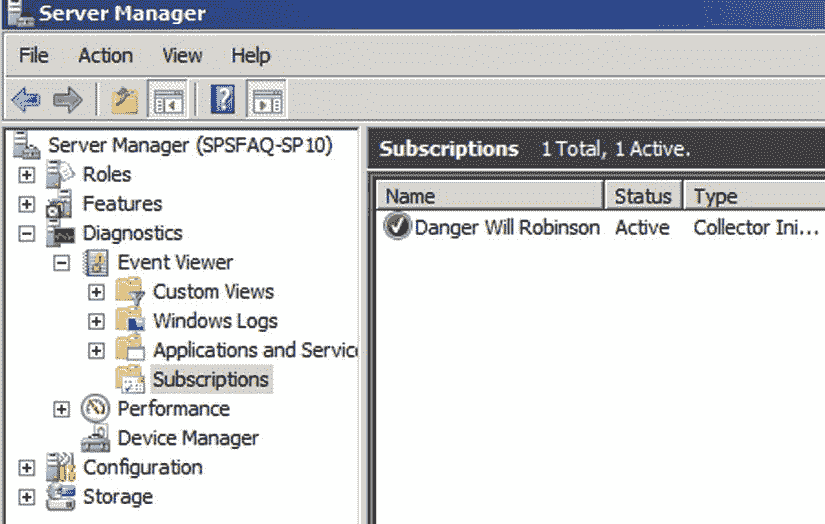 Server Manager
File Action View Help
Server Manager (SPSFAQ-SP10)
Roles
Features
Diagnostics
Event Viewer
Custom Views
Windows Logs
Applications and Service
Subscriptions
Performance
Device Manager
Configuration
Storage
Subscriptions 1 Total, 1 Active.
Name Status Type
Danger Will Robinson Active Collector Ini...